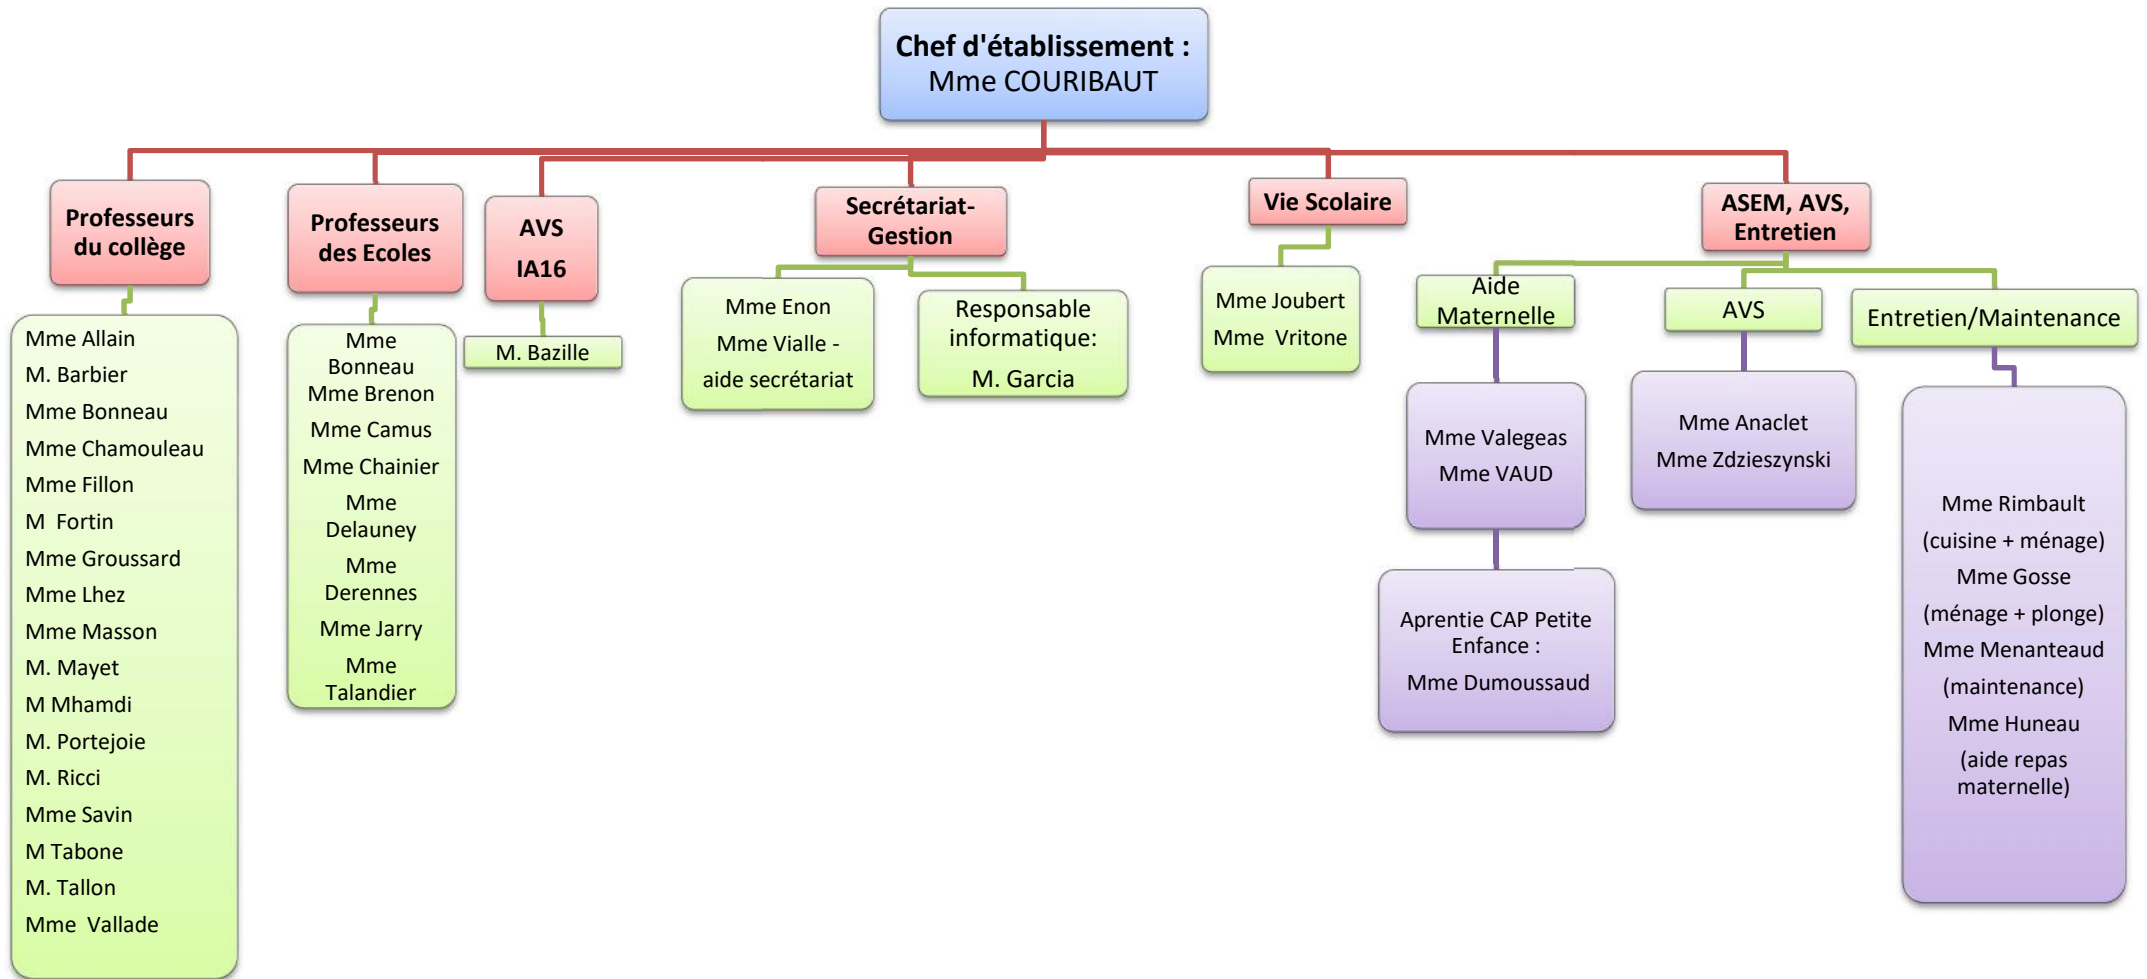 Chef d'établissement :
Mme COURIBAUT
Professeurs
du collège
Mme Allain
M. Barbier
Mme Bonneau
Mme Chamouleau
Mme Fillon
M  Fortin
Mme Groussard
Mme Lhez
Mme Masson
M. Mayet
M Mhamdi
M. Portejoie
M. Ricci
Mme Savin
M Tabone
M. Tallon
Mme  Vallade
Professeurs
des Ecoles
Mme
Bonneau
Mme Brenon
Mme Camus
Mme Chainier
Mme
Delauney
Mme
Derennes
Mme Jarry
Mme
Talandier
AVS
IA16
M. Bazille
Secrétariat-
Gestion
Mme Enon
Mme Vialle -
aide secrétariat
Responsable
informatique:
M. Garcia
Vie Scolaire
Mme Joubert
Mme  Vritone
ASEM, AVS,
Entretien
Aide
Maternelle
Mme Valegeas
Mme VAUD
Aprentie CAP Petite
Enfance :
Mme Dumoussaud
AVS
Mme Anaclet
Mme Zdzieszynski
Entretien/Maintenance
Mme Rimbault
(cuisine + ménage)
Mme Gosse
(ménage + plonge)
Mme Menanteaud
(maintenance)
Mme Huneau
(aide repas
maternelle)